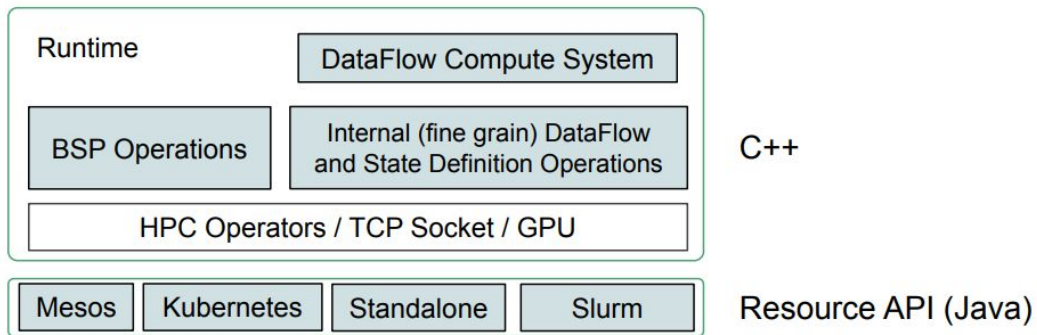 Runtime
DataFlow Compute System
BSP Operations
Internal (fine grain) DataFlow
and State Definition Operations
C++
HPC Operators / TCP Socket / GPU
Mesos
Kubernetes
Standalone
Slurm
Resource API (Java)